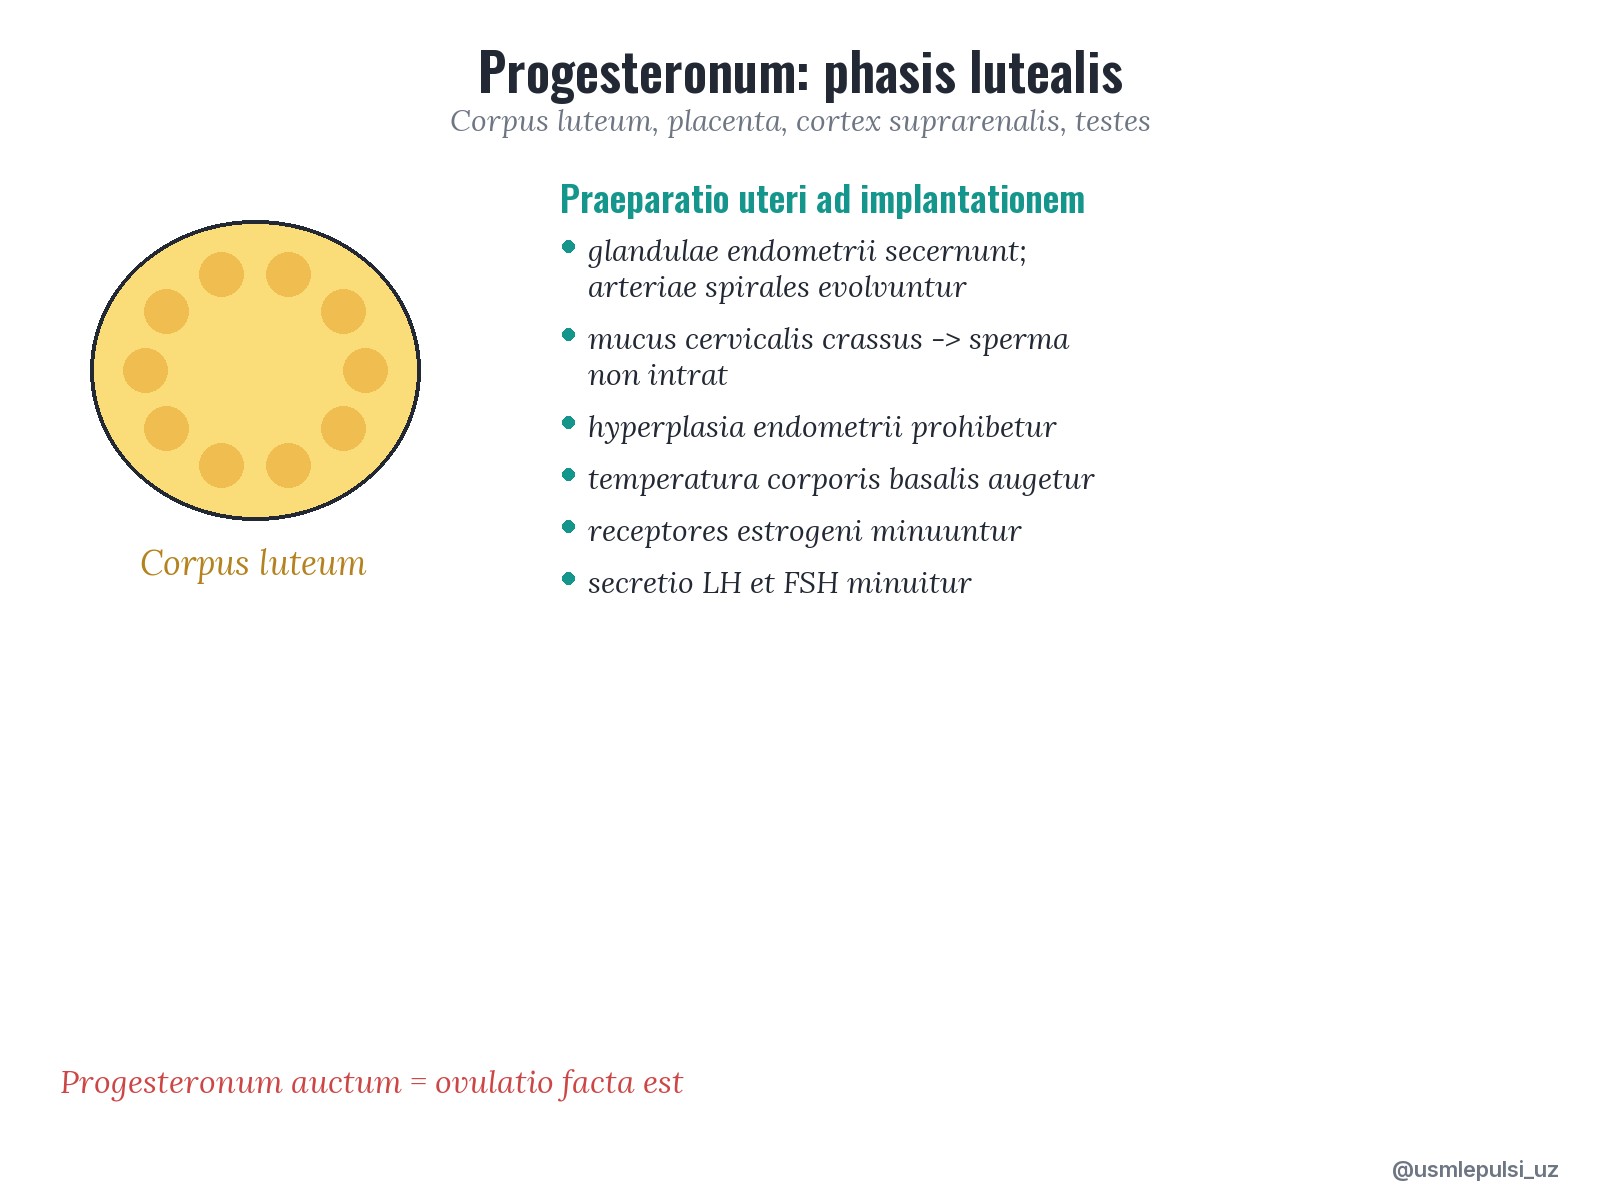 Progesteronum: phasis lutealis
Corpus luteum, placenta, cortex suprarenalis, testes
Praeparatio uteri ad implantationem
glandulae endometrii secernunt;
arteriae spirales evolvuntur
mucus cervicalis crassus -> sperma
non intrat
hyperplasia endometrii prohibetur
temperatura corporis basalis augetur
receptores estrogeni minuuntur
secretio LH et FSH minuitur
Corpus luteum
Progesteronum auctum = ovulatio facta est
@usmlepulsi_uz